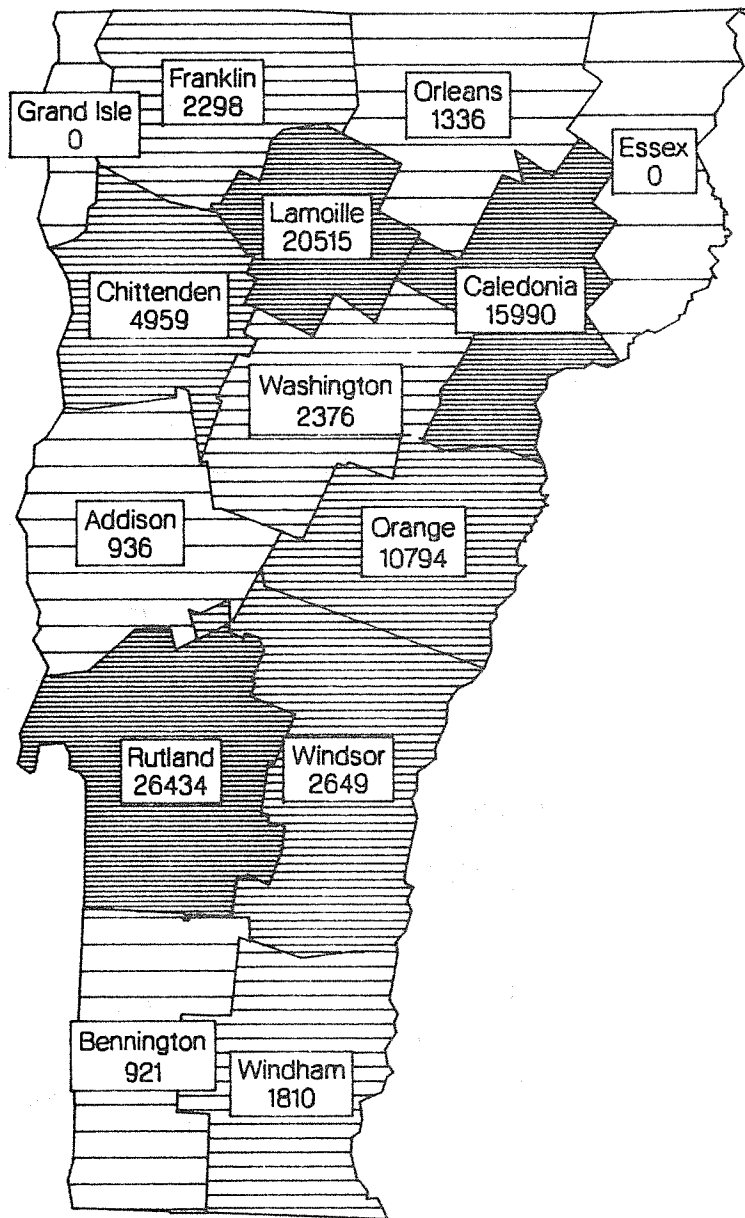 Franklin
2298
Orleans
1336
Grand Isle
0
Essex
0
Lamoille
20515
Chittenden
4959
Caledonia
15990
Washington
2376
Addison
936
Orange
10794
Rutland
26434
Windsor
2649
Bennington
921
Windham
1810